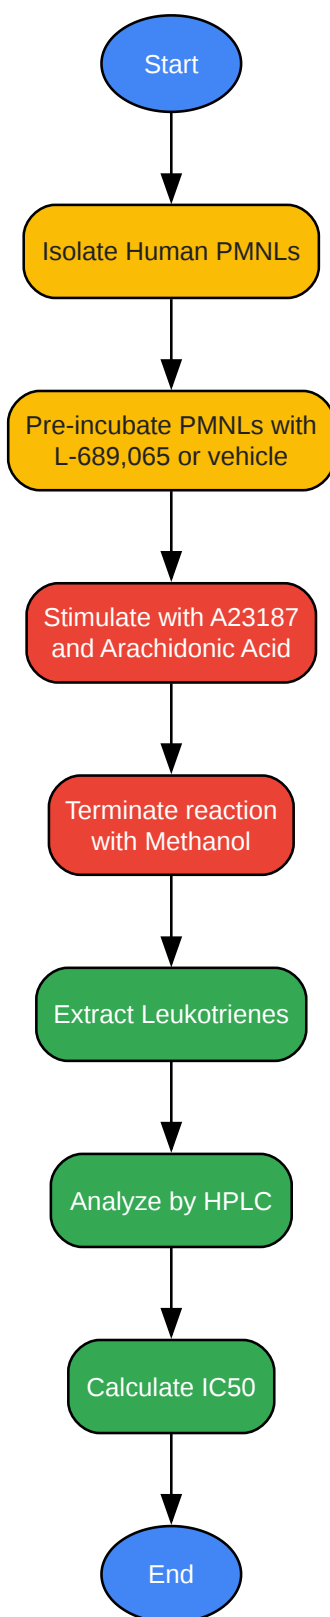 Start
Isolate Human PMNLs
Pre-incubate PMNLs with
L-689,065 or vehicle
Stimulate with A23187
and Arachidonic Acid
Terminate reaction
with Methanol
Extract Leukotrienes
Analyze by HPLC
Calculate IC50
End